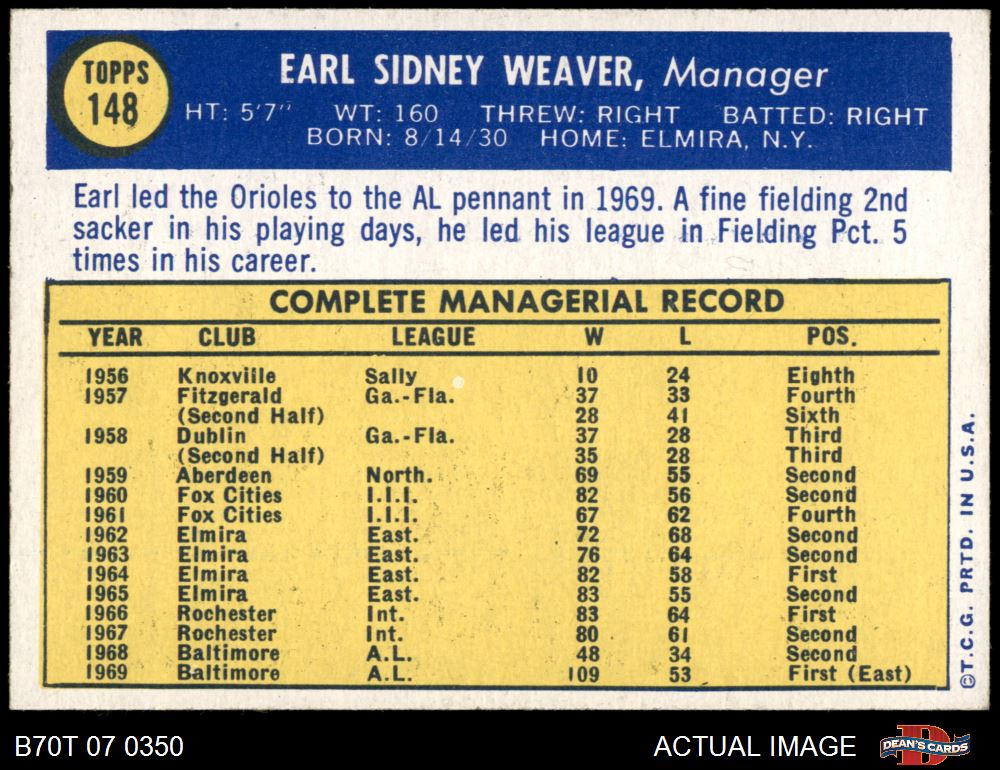 TOPPS
148
EARL SIDNEY WEAVER, Manager
HT: 5'7" WT: 160 THREW: RIGHT BATTED: RIGHT
BORN: 8/14/30 HOME: ELMIRA, N.Y.
Earl led the Orioles to the AL pennant in 1969. A fine fielding 2nd
sacker in his playing days, he led his league in Fielding Pct. 5
times in his career.
COMPLETE MANAGERIAL RECORD
YEAR CLUB LEAGUE W L POS.
1956 Knoxville Sally 10 24 Eighth
1957 Fitzgerald Ga.-Fla. 37 33 Fourth
(Second Half) 28 41 Sixth
1958 Dublin Ga.-Fla. 37 28 Third
(Second Half) 35 28 Third
1959 Aberdeen North. 69 55 Second
1960 Fox Cities I.I.I. 82 56 Second
1961 Fox Cities I.I.I. 67 62 Fourth
1962 Elmira East. 72 68 Second
1963 Elmira East. 76 64 Second
1964 Elmira East. 82 58 First
1965 Elmira East. 83 55 Second
1966 Rochester Int. 83 64 First
1967 Rochester Int. 80 61 Second
1968 Baltimore A.L. 48 34 Second
1969 Baltimore A.L. 109 53 First (East)
©T.C.G. PRTD. IN U.S.A.
B70T 07 0350 ACTUAL IMAGE
D
DEAN'S CARDS